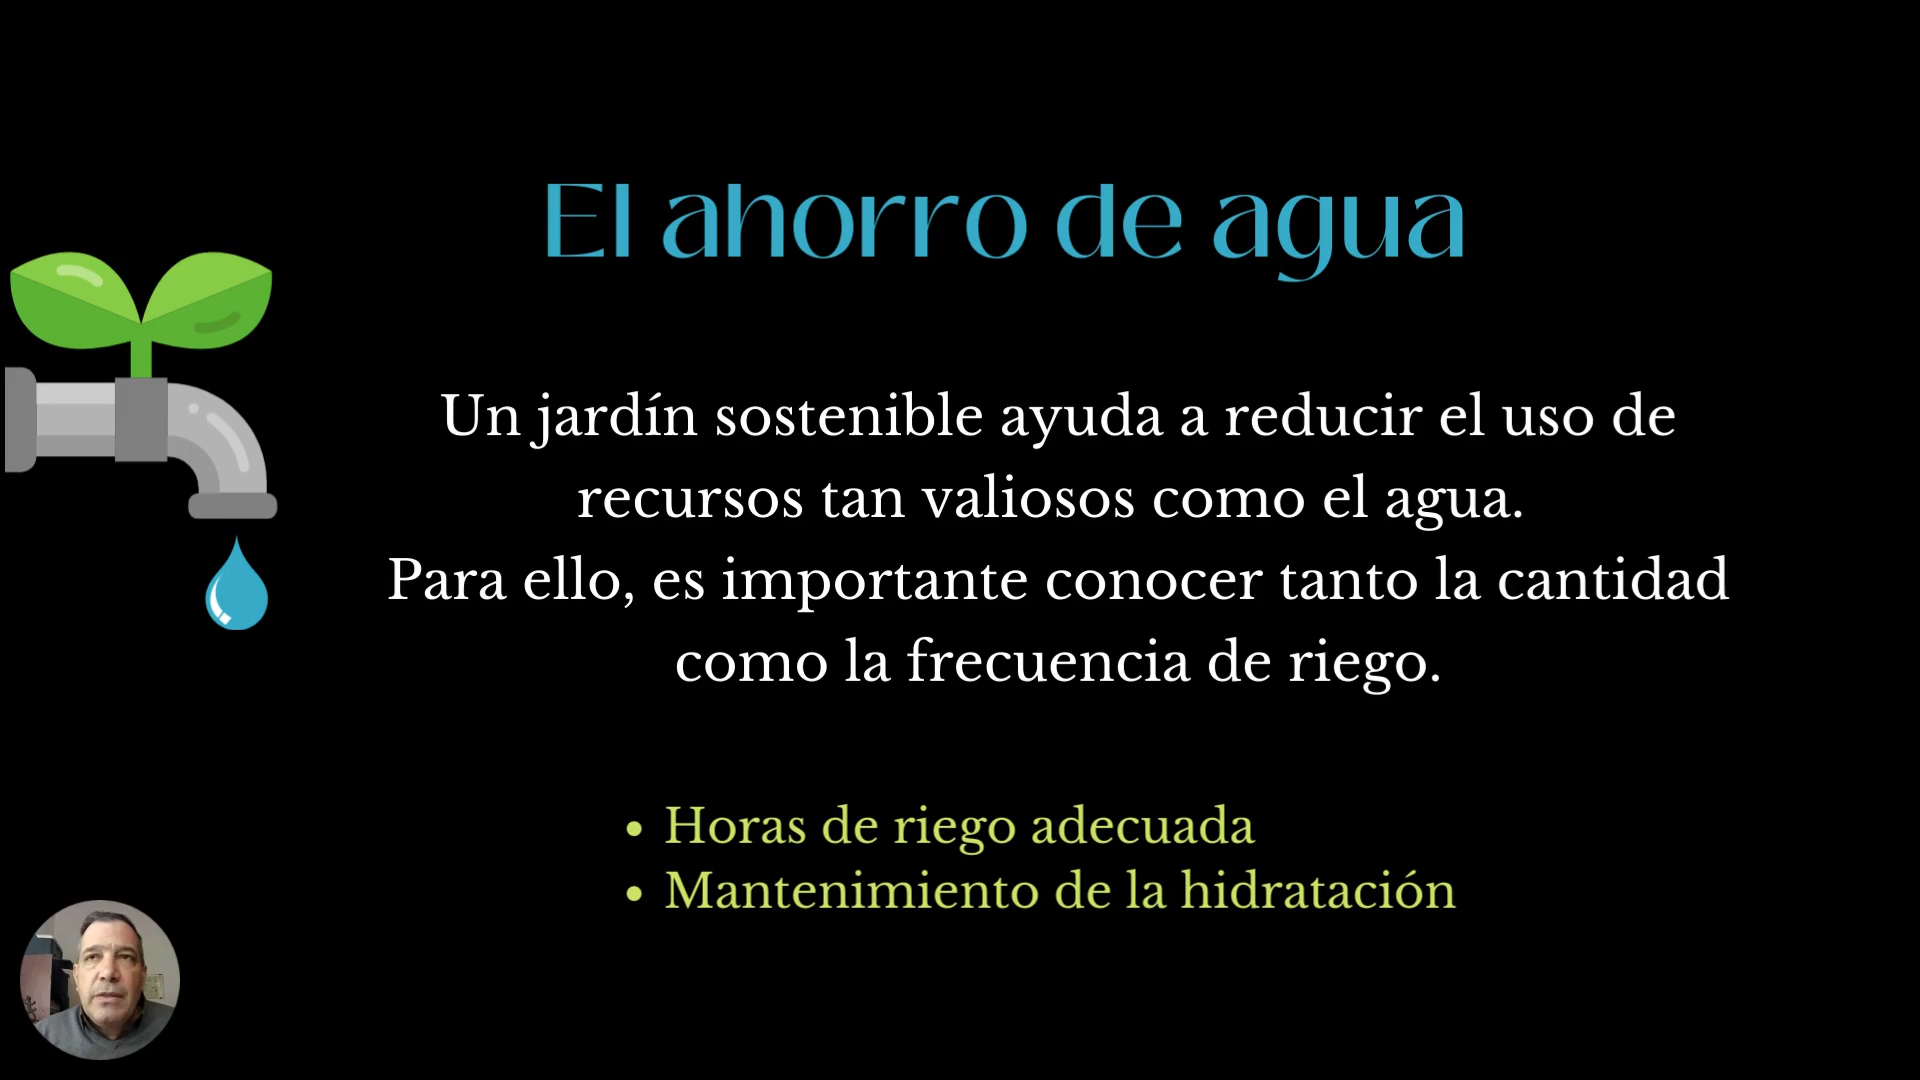 El ahorro de agua
Un jardín sostenible ayuda a reducir el uso de
recursos tan valiosos como el agua.
Para ello, es importante conocer tanto la cantidad
como la frecuencia de riego.
• Horas de riego adecuada
• Mantenimiento de la hidratación